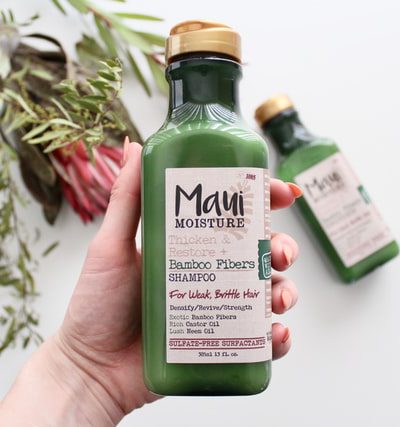 Maui
MOISTURE
Thicken &
Restore +
Bamboo Fibers
SHAMPOO
For Weak, Brittle Hair
Densify/Revive/Strength
Exotic Bamboo Fibers
Rich Castor Oil
Lush Neem Oil
SULFATE-FREE SURFACTANTS
385ml 13 fl. oz.
Maui
MOISTURE